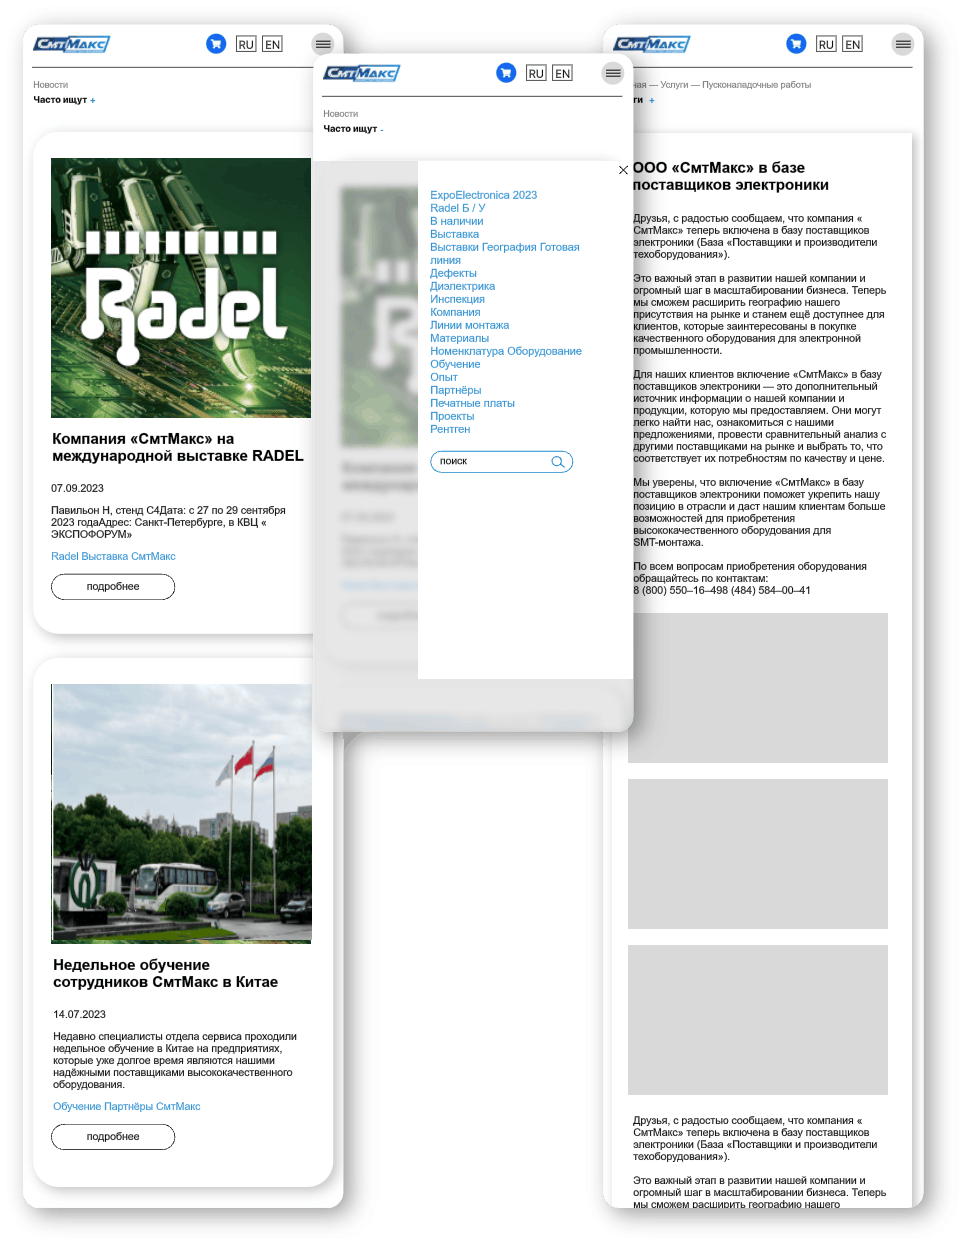 СмтМакс
RU EN
Новости
Часто ищут +
Radel
Компания «СмтМакс» на
международной выставке RADEL
07.09.2023
Павильон H, стенд C4Дата: с 27 по 29 сентября
2023 годаАдрес: Санкт-Петербурге, в КВЦ «
ЭКСПОФОРУМ»
Radel Выставка СмтМакс
подробнее
Недельное обучение
сотрудников СмтМакс в Китае
14.07.2023
Недавно специалисты отдела сервиса проходили
недельное обучение в Китае на предприятиях,
которые уже долгое время являются нашими
надёжными поставщиками высококачественного
оборудования.
Обучение Партнёры СмтМакс
подробнее
СмтМакс
RU EN
Новости
Часто ищут -
ExpoElectronica 2023
Radel Б / У
В наличии
Выставка
Выставки География Готовая
линия
Дефекты
Диэлектрика
Инспекция
Компания
Линии монтажа
Материалы
Номенклатура Оборудование
Обучение
Опыт
Партнёры
Печатные платы
Проекты
Рентген
поиск
СмтМакс
RU EN
ная — Услуги — Пусконаладочные работы
ги +
ООО «СмтМакс» в базе
поставщиков электроники
Друзья, с радостью сообщаем, что компания «
СмтМакс» теперь включена в базу поставщиков
электроники (База «Поставщики и производители
техоборудования»).
Это важный этап в развитии нашей компании и
огромный шаг в масштабировании бизнеса. Теперь
мы сможем расширить географию нашего
присутствия на рынке и станем ещё доступнее для
клиентов, которые заинтересованы в покупке
качественного оборудования для электронной
промышленности.
Для наших клиентов включение «СмтМакс» в базу
поставщиков электроники — это дополнительный
источник информации о нашей компании и
продукции, которую мы предоставляем. Они могут
легко найти нас, ознакомиться с нашими
предложениями, провести сравнительный анализ с
другими поставщиками на рынке и выбрать то, что
соответствует их потребностям по качеству и цене.
Мы уверены, что включение «СмтМакс» в базу
поставщиков электроники поможет укрепить нашу
позицию в отрасли и даст нашим клиентам больше
возможностей для приобретения
высококачественного оборудования для
SMT-монтажа.
По всем вопросам приобретения оборудования
обращайтесь по контактам:
8 (800) 550–16–498 (484) 584–00–41
Друзья, с радостью сообщаем, что компания «
СмтМакс» теперь включена в базу поставщиков
электроники (База «Поставщики и производители
техоборудования»).
Это важный этап в развитии нашей компании и
огромный шаг в масштабировании бизнеса. Теперь
мы сможем расширить географию нашего